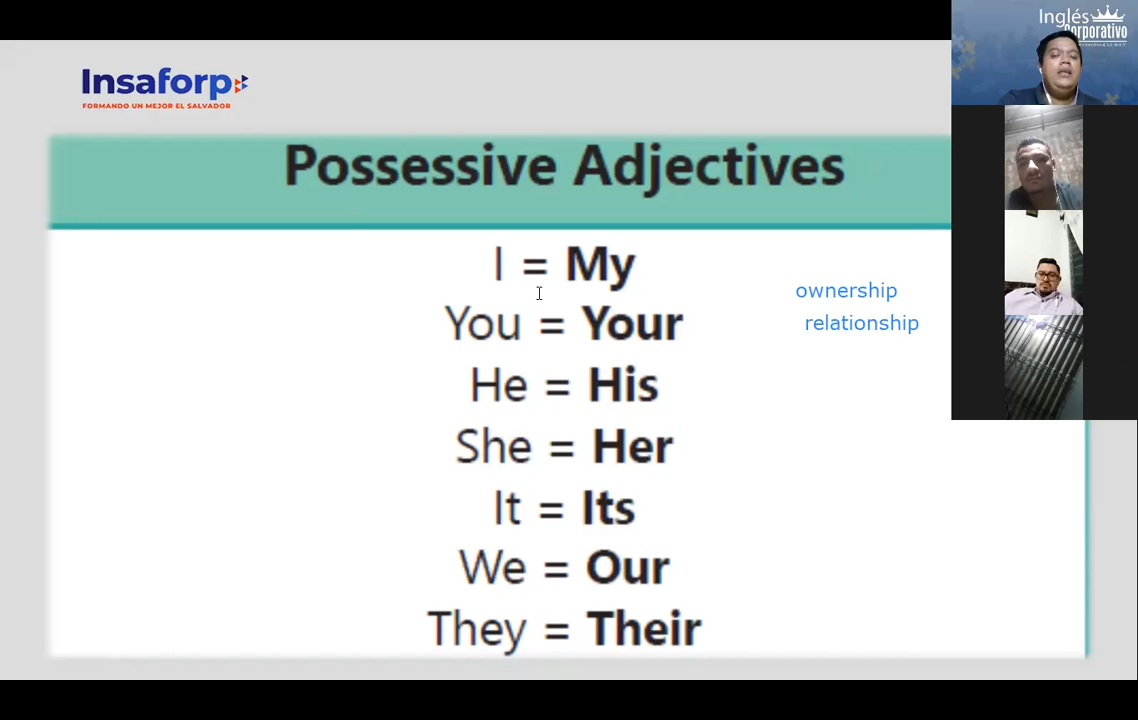 Inglés
Corporativo
Insaforp
FORMANDO UN MEJOR EL SALVADOR
Possessive Adjectives
I = My
You = Your
He = His
She = Her
It = Its
We = Our
They = Their
ownership
relationship